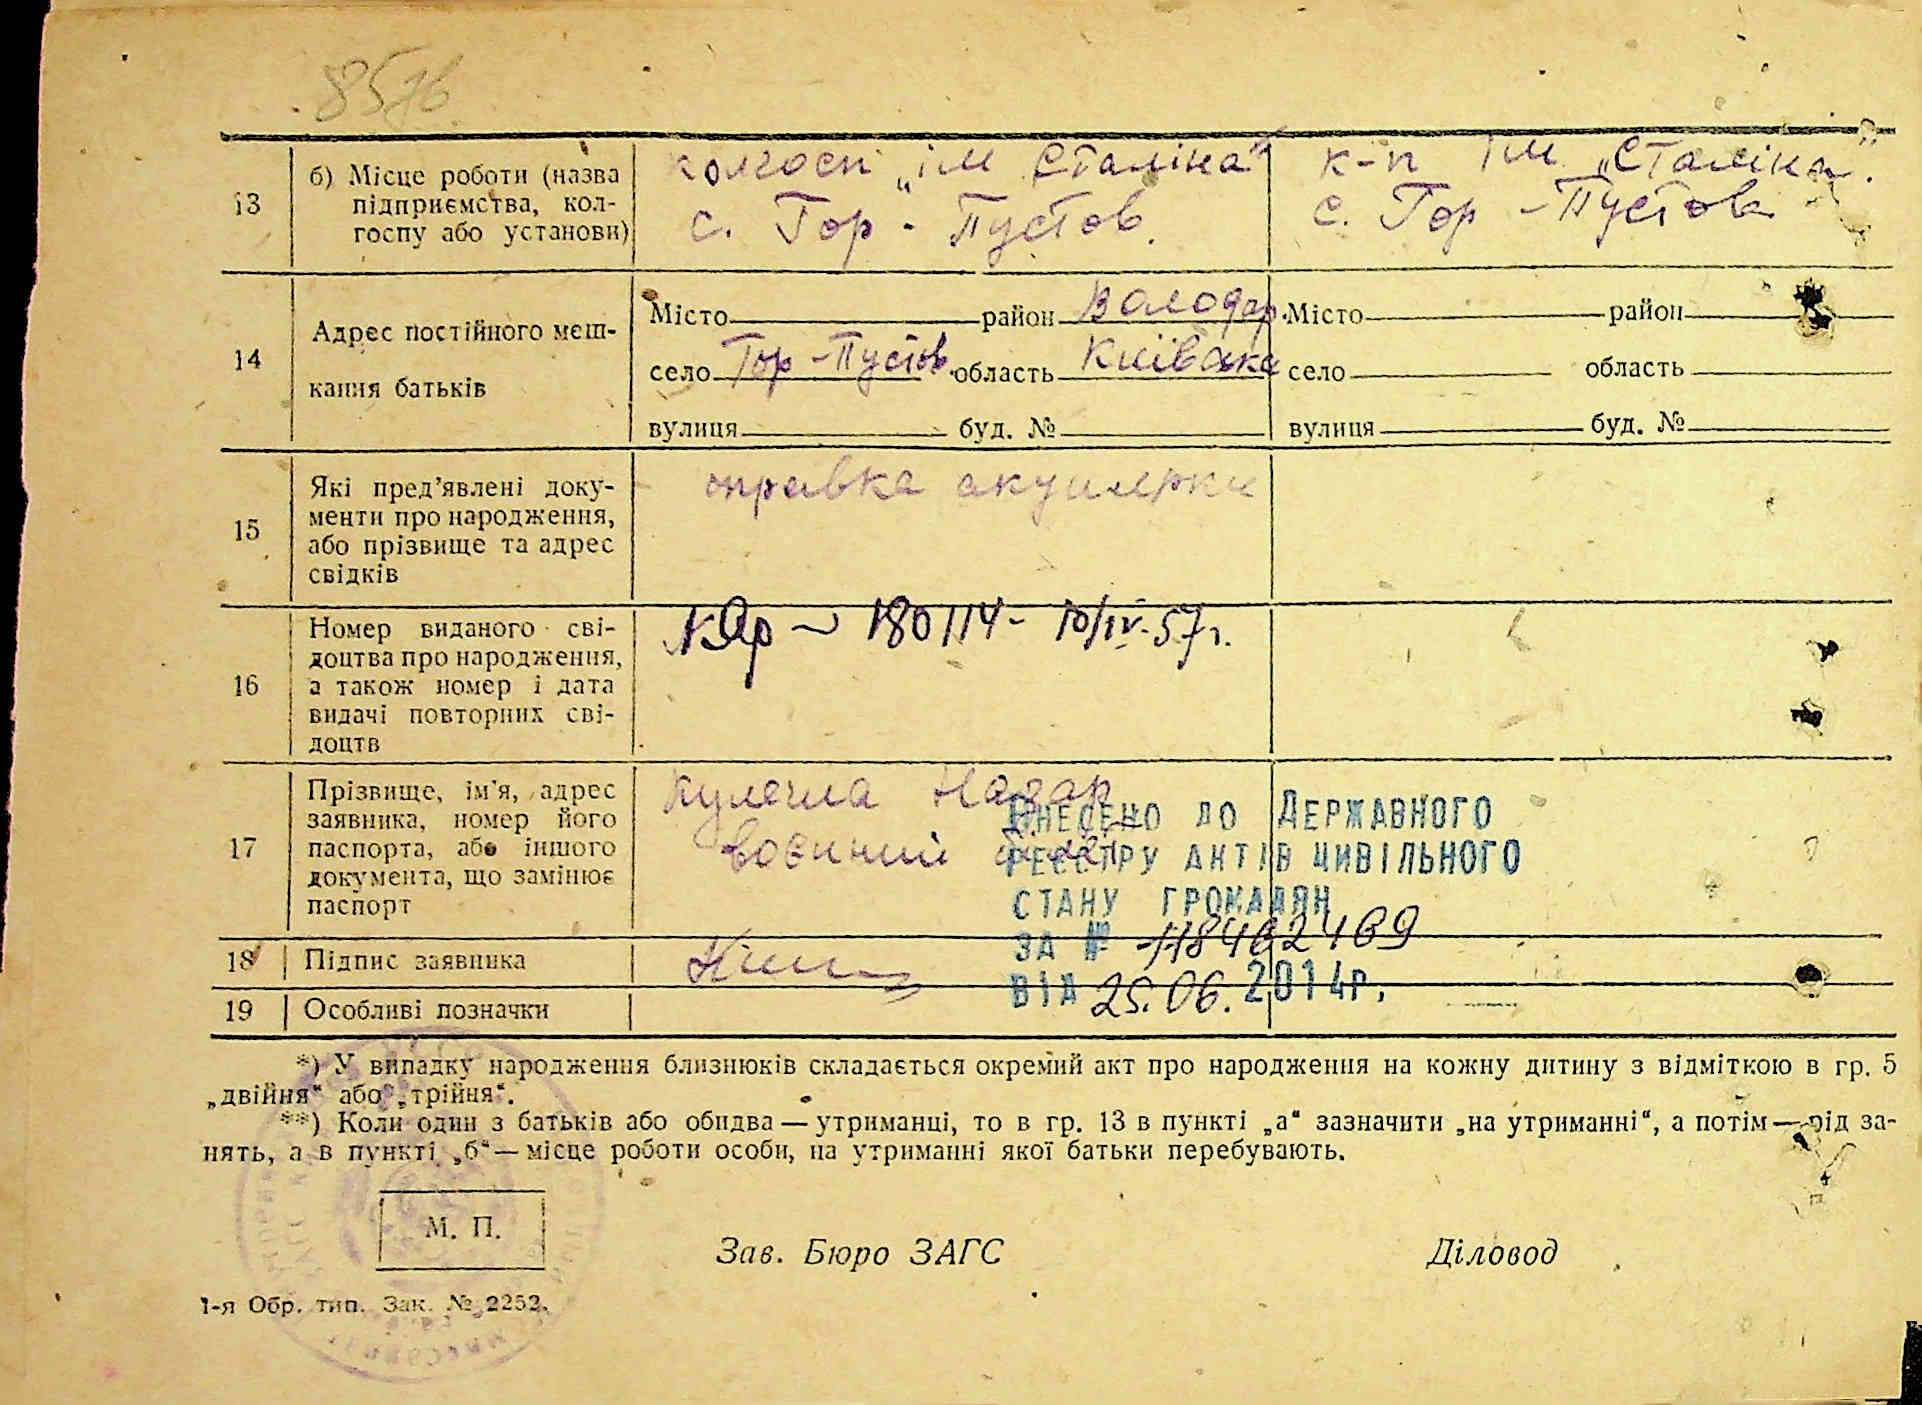 857в
13 б) Місце роботи (назва підприємства, колгоспу або установи)
колгосп „ім Сталіна"
с. Гор - Пустов.
к-п ім „Сталіна".
с. Гор - Пустов
14 Адрес постійного мешкання батьків
Місто район Володар.
село Гор - Пустов. область Київська
вулиця буд. №
Місто район
село область
вулиця буд. №
15 Які пред'явлені документи про народження, або прізвище та адрес свідків
справка акушерки
16 Номер виданого свідоцтва про народження, а також номер і дата видачі повторних свідоцтв
180114 - 10/IV-57г.
17 Прізвище, ім'я, адрес заявника, номер його паспорта, або іншого документа, що замінює паспорт
Назар
воєнний
Внесено до Державного
реєстру актів цивільного
стану громадян
за № 118462469
від 25.06.2014р.
18 Підпис заявника
19 Особливі позначки
*) У випадку народження близнюків складається окремий акт про народження на кожну дитину з відміткою в гр. 5
„двійня" або „трійня".
**) Коли один з батьків або обидва — утриманці, то в гр. 13 в пункті „а" зазначити „на утриманні", а потім — рід за-
нять, а в пункті „б" — місце роботи особи, на утриманні якої батьки перебувають.
М. П.
Зав. Бюро ЗАГС Діловод
1-я Обр. тип. Зак. № 2252.